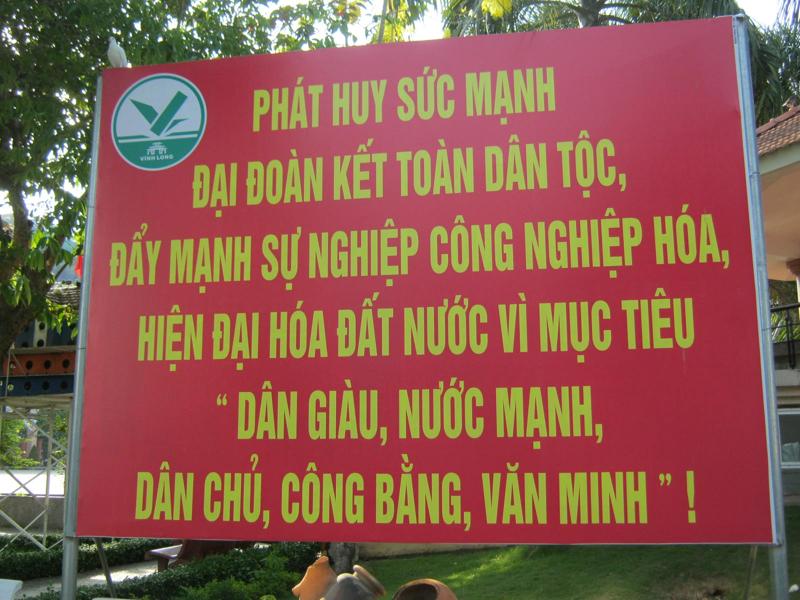 VĨNH LONG
PHÁT HUY SỨC MẠNH
ĐẠI ĐOÀN KẾT TOÀN DÂN TỘC,
ĐẨY MẠNH SỰ NGHIỆP CÔNG NGHIỆP HÓA,
HIỆN ĐẠI HÓA ĐẤT NƯỚC VÌ MỤC TIÊU
“ DÂN GIÀU, NƯỚC MẠNH,
DÂN CHỦ, CÔNG BẰNG, VĂN MINH ” !